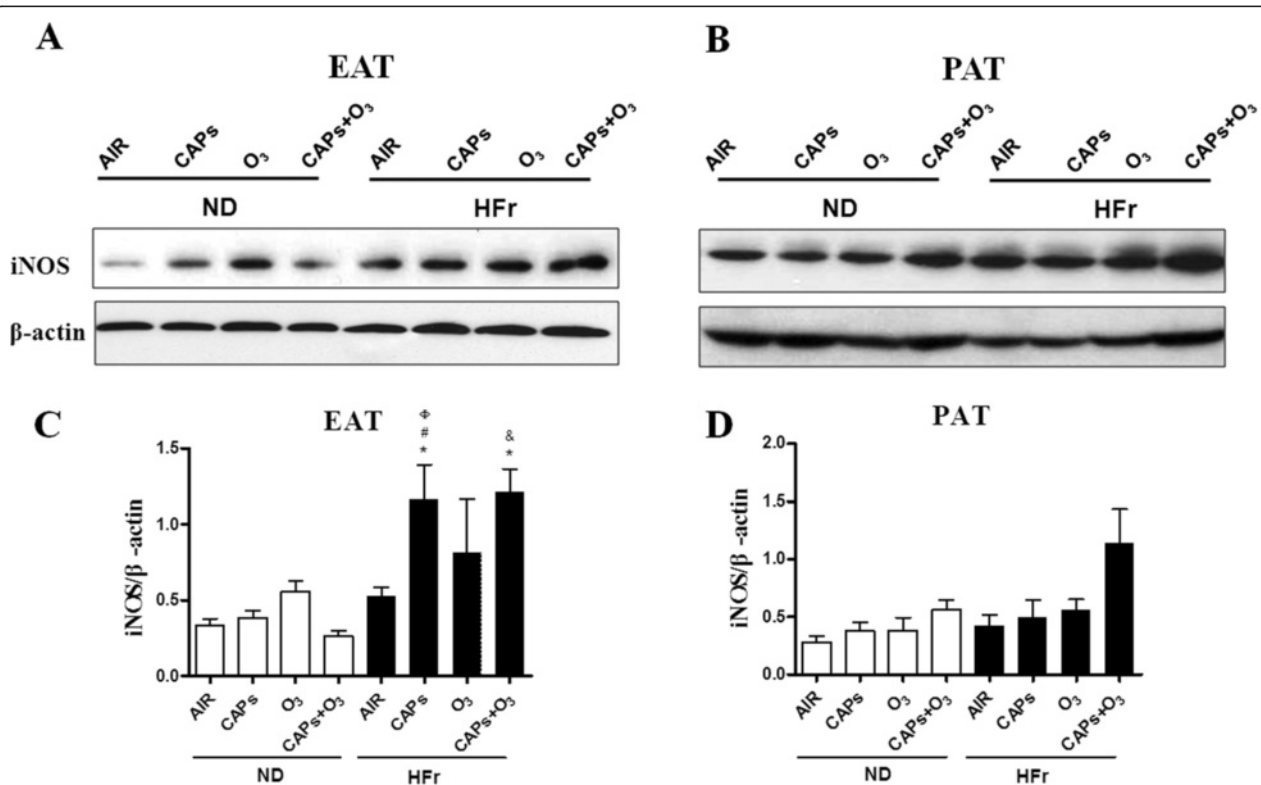 A
EAT
AIR CAPs O₃ CAPs+O₃ AIR CAPs O₃ CAPs+O₃
ND HFr
iNOS
β-actin
B
PAT
AIR CAPs O₃ CAPs+O₃ AIR CAPs O₃ CAPs+O₃
ND HFr
C
EAT
iNOS/β -actin
1.5
1.0
0.5
0.0
Φ
#
*
&
*
AIR CAPs O₃ CAPs+O₃ AIR CAPs O₃ CAPs+O₃
ND HFr
D
PAT
iNOS/β -actin
2.0
1.5
1.0
0.5
0.0
AIR CAPs O₃ CAPs+O₃ AIR CAPs O₃ CAPs+O₃
ND HFr